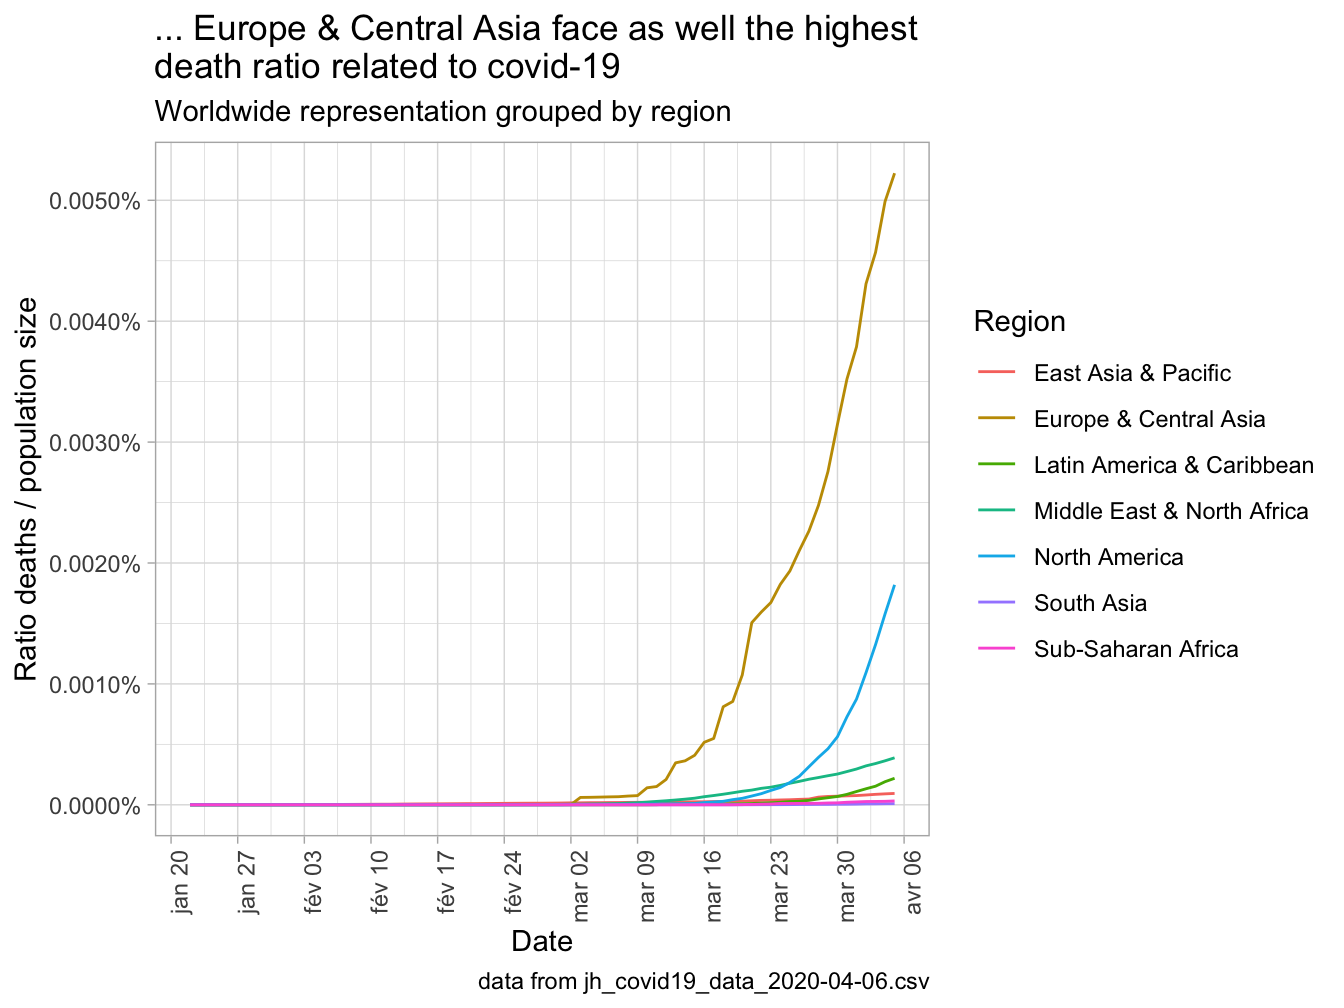 ... Europe & Central Asia face as well the highest
death ratio related to covid-19
Worldwide representation grouped by region
Ratio deaths / population size
0.0050%
0.0040%
0.0030%
0.0020%
0.0010%
0.0000%
jan 20
jan 27
fév 03
fév 10
fév 17
fév 24
mar 02
mar 09
mar 16
mar 23
mar 30
avr 06
Date
Region
East Asia & Pacific
Europe & Central Asia
Latin America & Caribbean
Middle East & North Africa
North America
South Asia
Sub-Saharan Africa
data from jh_covid19_data_2020-04-06.csv